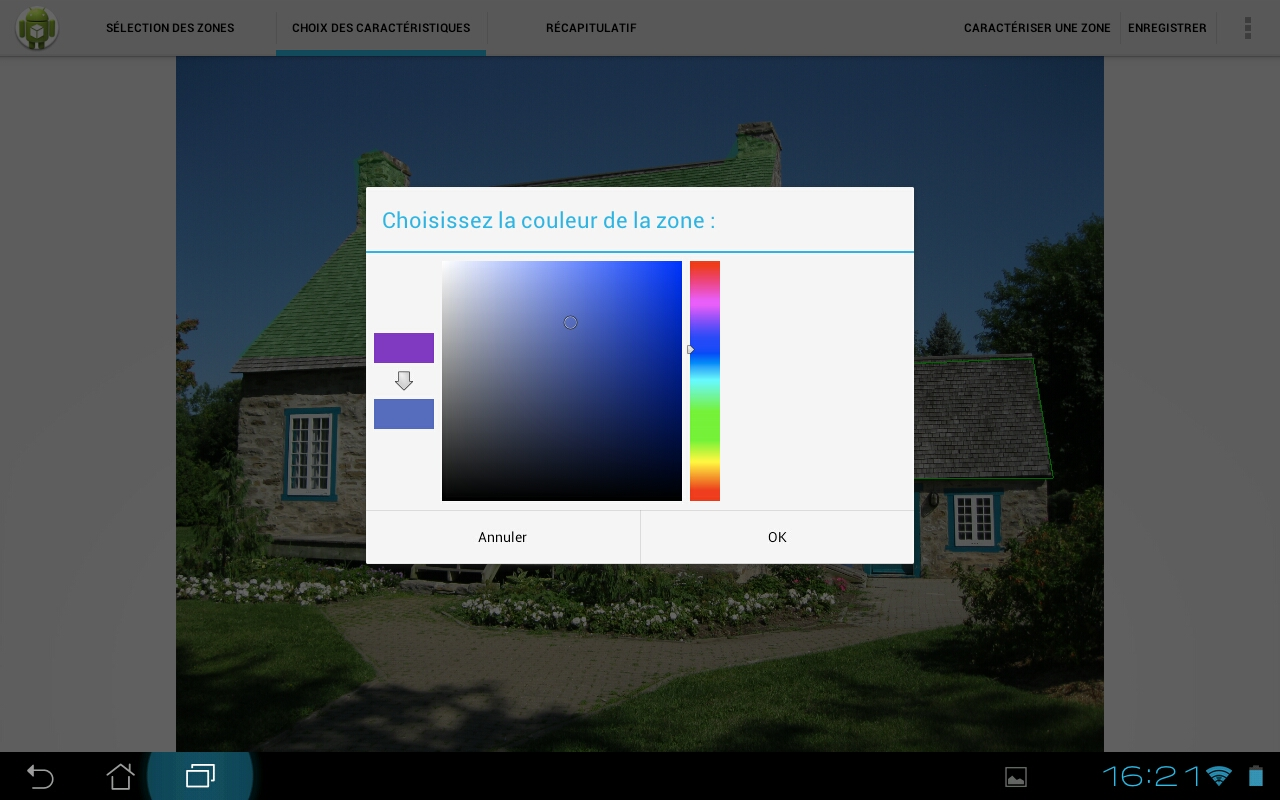 SÉLECTION DES ZONES
CHOIX DES CARACTÉRISTIQUES
RÉCAPITULATIF
CARACTÉRISER UNE ZONE
ENREGISTRER
Choisissez la couleur de la zone :
Annuler
OK
16:21